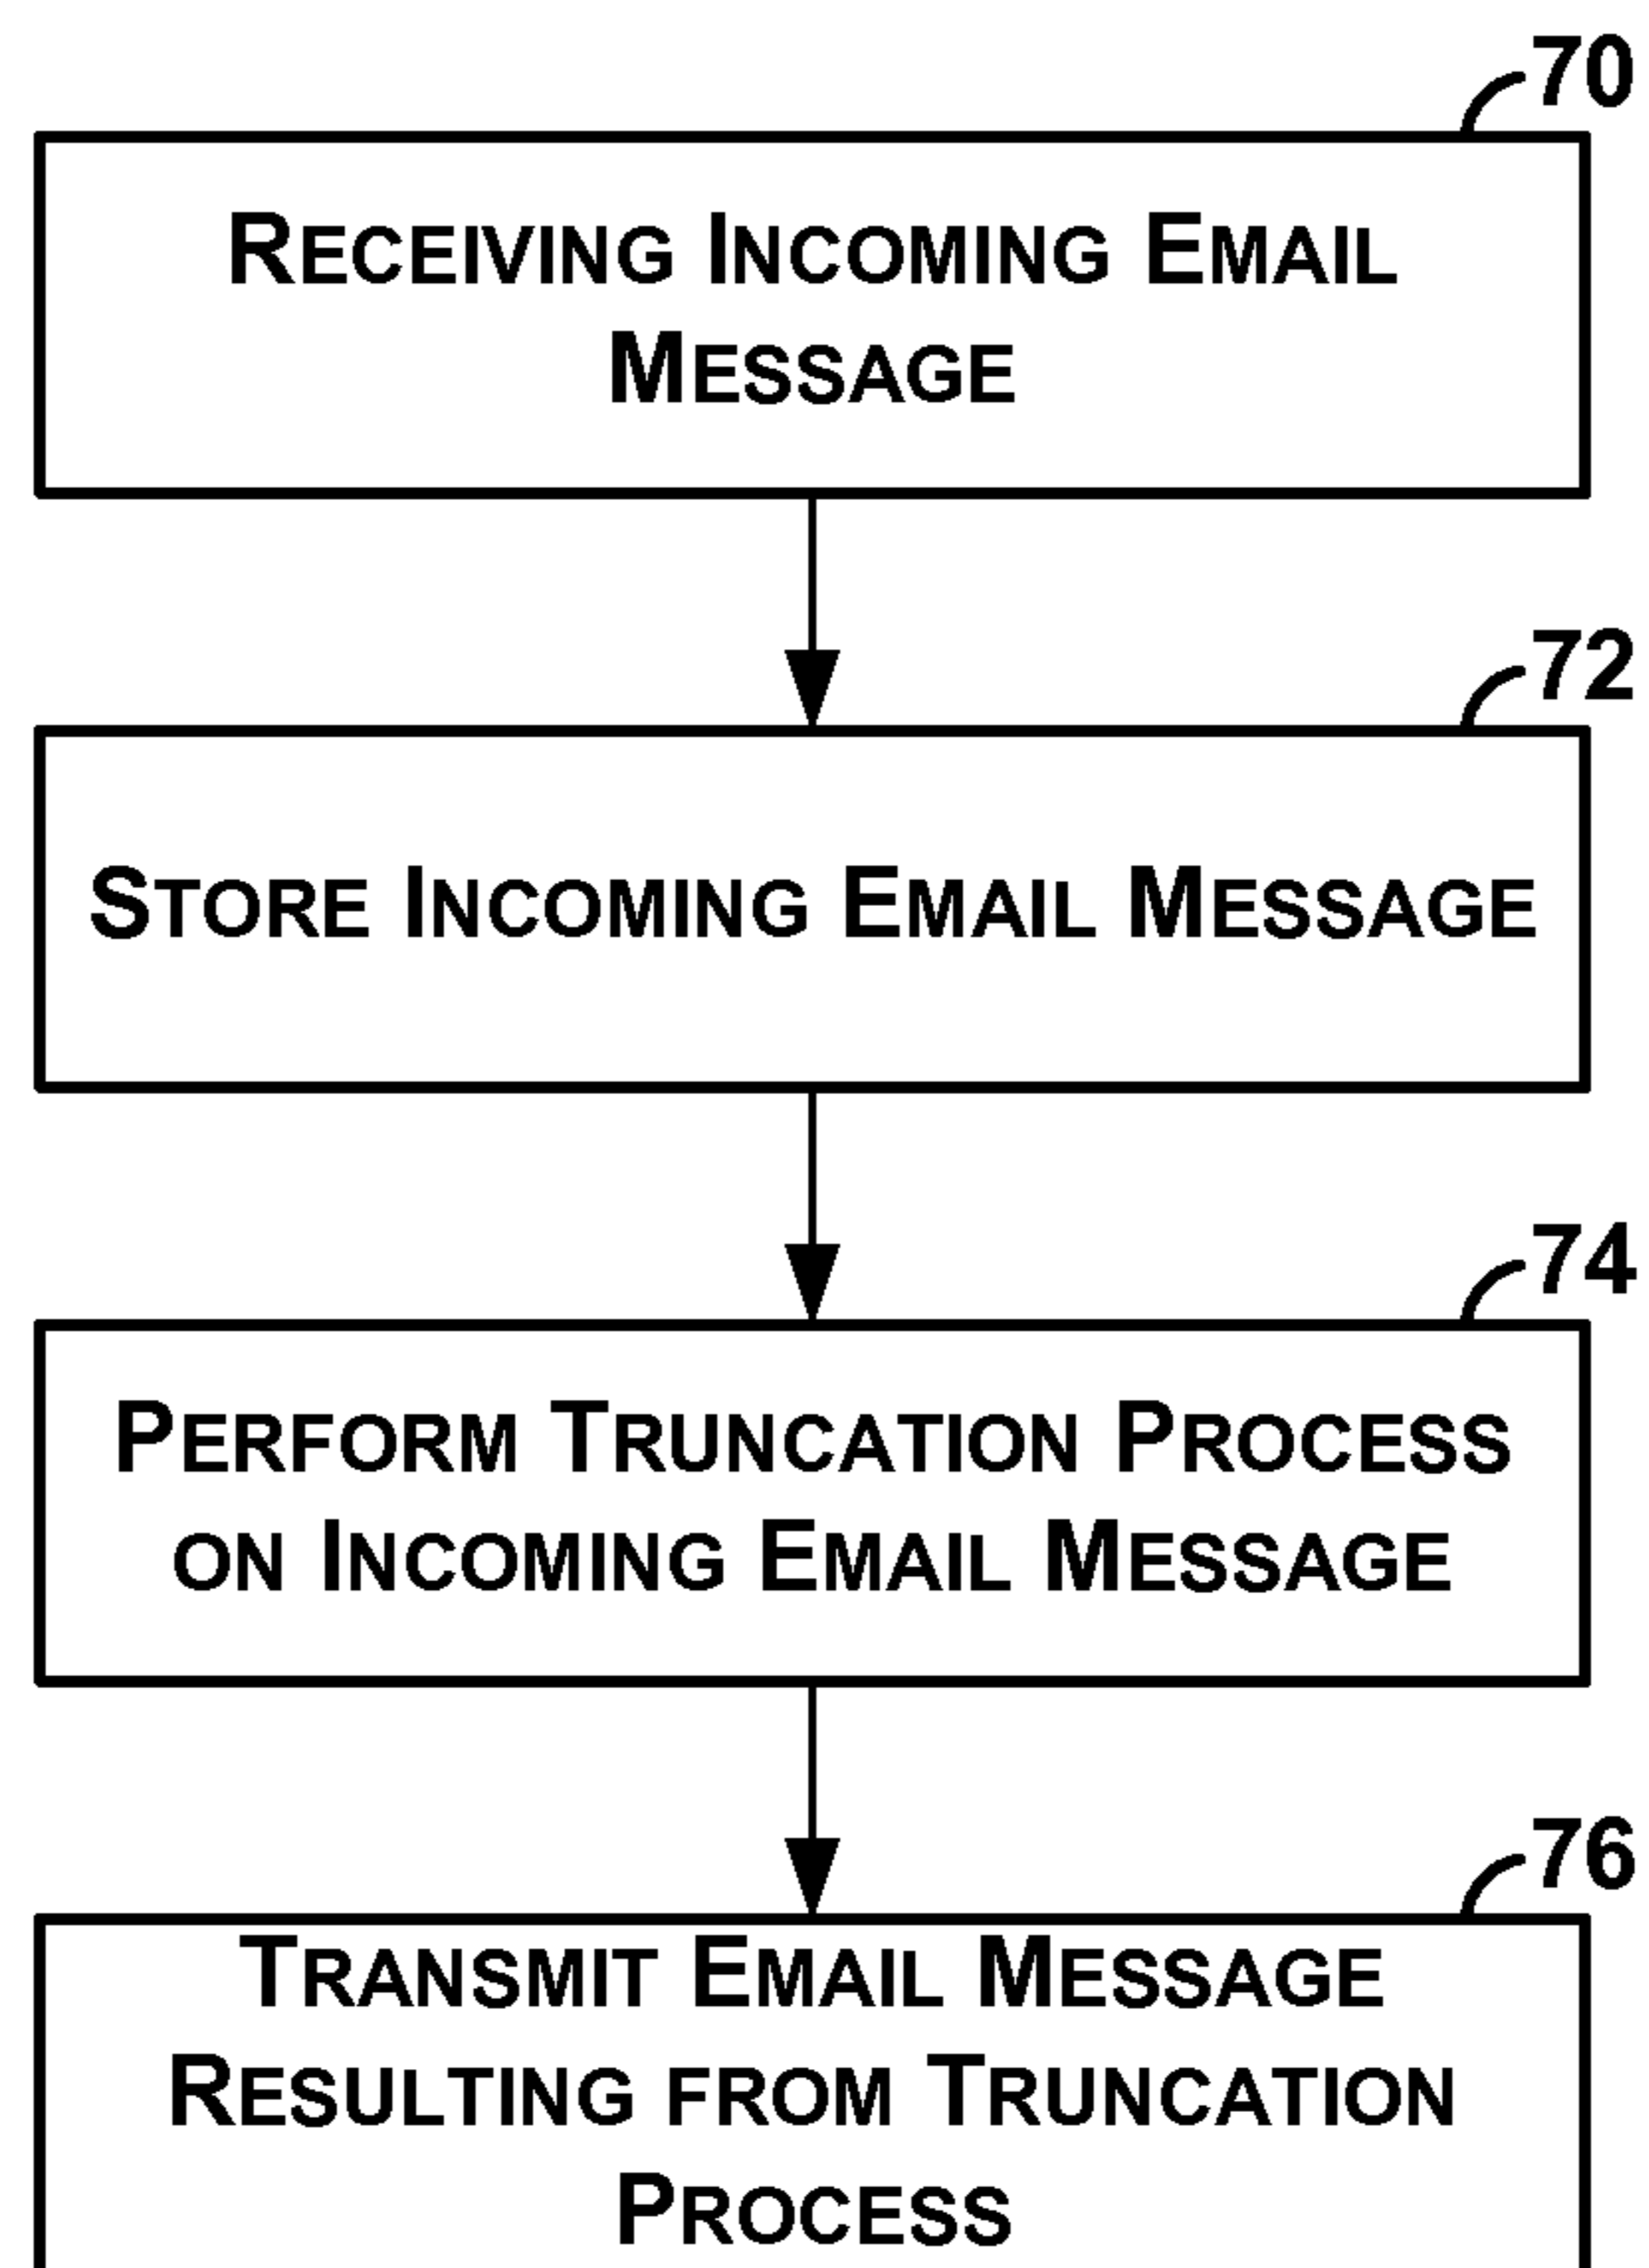 70
RECEIVING INCOMING EMAIL
MESSAGE
72
STORE INCOMING EMAIL MESSAGE
74
PERFORM TRUNCATION PROCESS
ON INCOMING EMAIL MESSAGE
76
TRANSMIT EMAIL MESSAGE
RESULTING FROM TRUNCATION
PROCESS